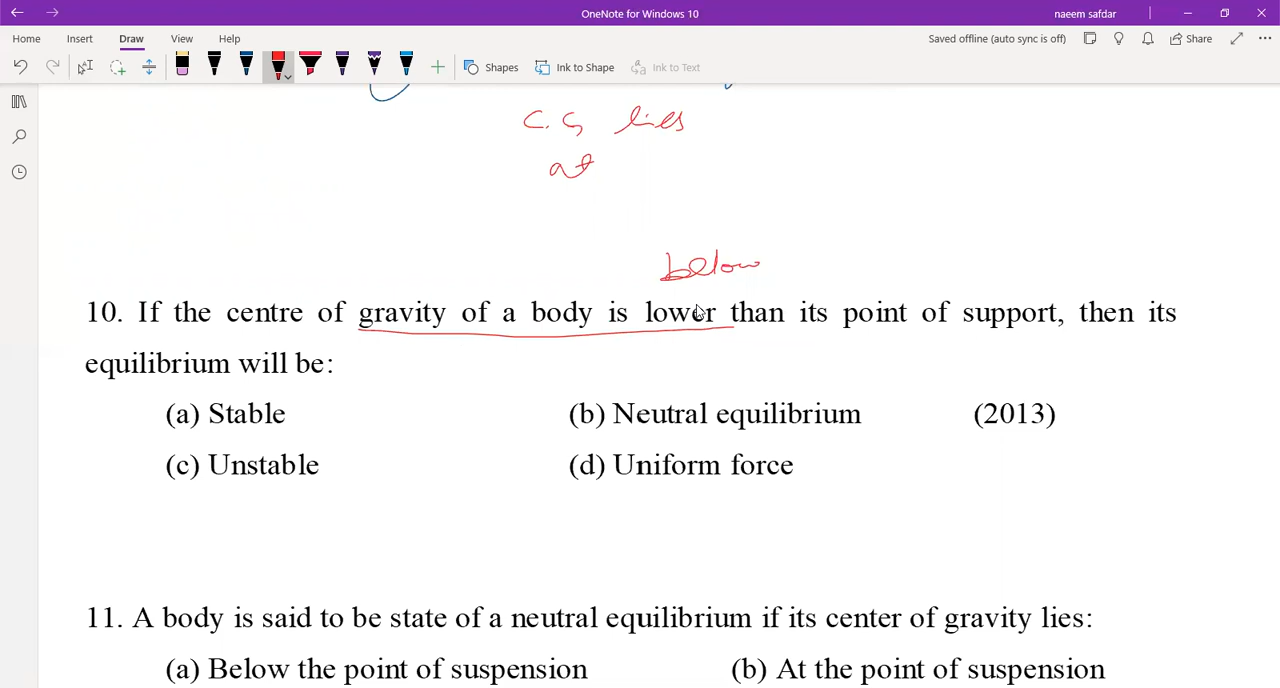 OneNote for Windows 10
naeem safdar
Home Insert Draw View Help
Saved offline (auto sync is off)
Share
Shapes
Ink to Shape
Ink to Text
C.G lies
at
below
10. If the centre of gravity of a body is lower than its point of support, then its
equilibrium will be:
(a) Stable (b) Neutral equilibrium (2013)
(c) Unstable (d) Uniform force
11. A body is said to be state of a neutral equilibrium if its center of gravity lies:
(a) Below the point of suspension (b) At the point of suspension